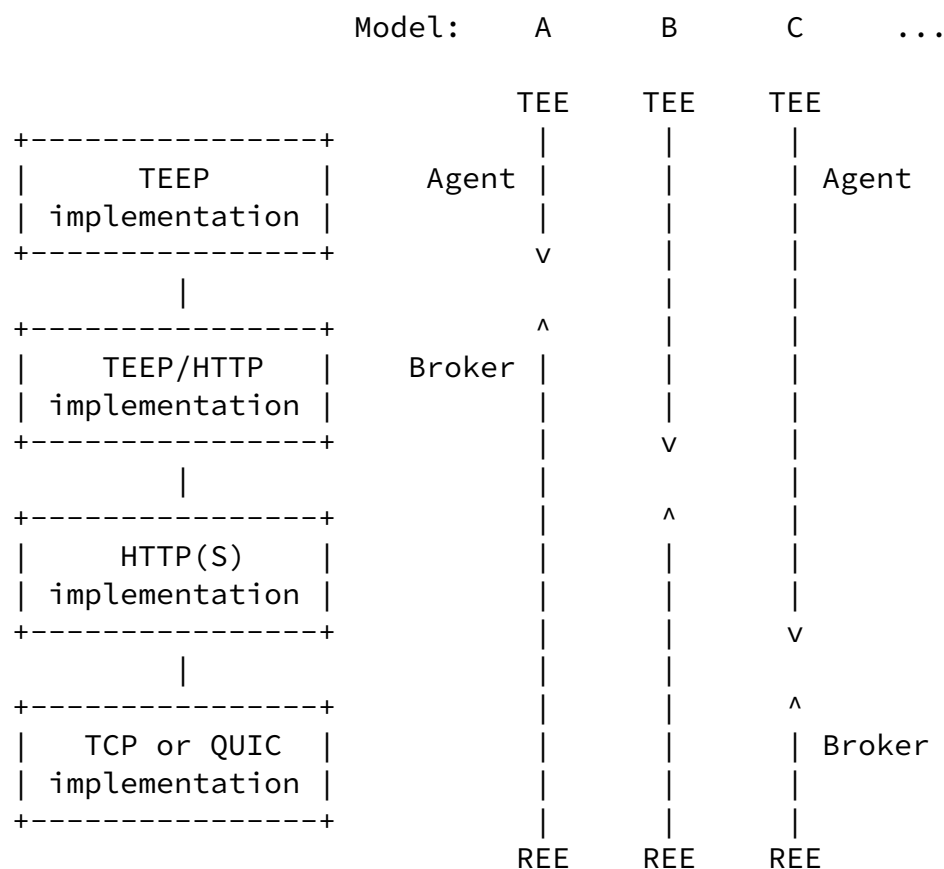 Model: A B C ...
TEE TEE TEE
TEEP Agent Agent
implementation
TEEP/HTTP Broker
implementation
HTTP(S)
implementation
TCP or QUIC Broker
implementation
REE REE REE